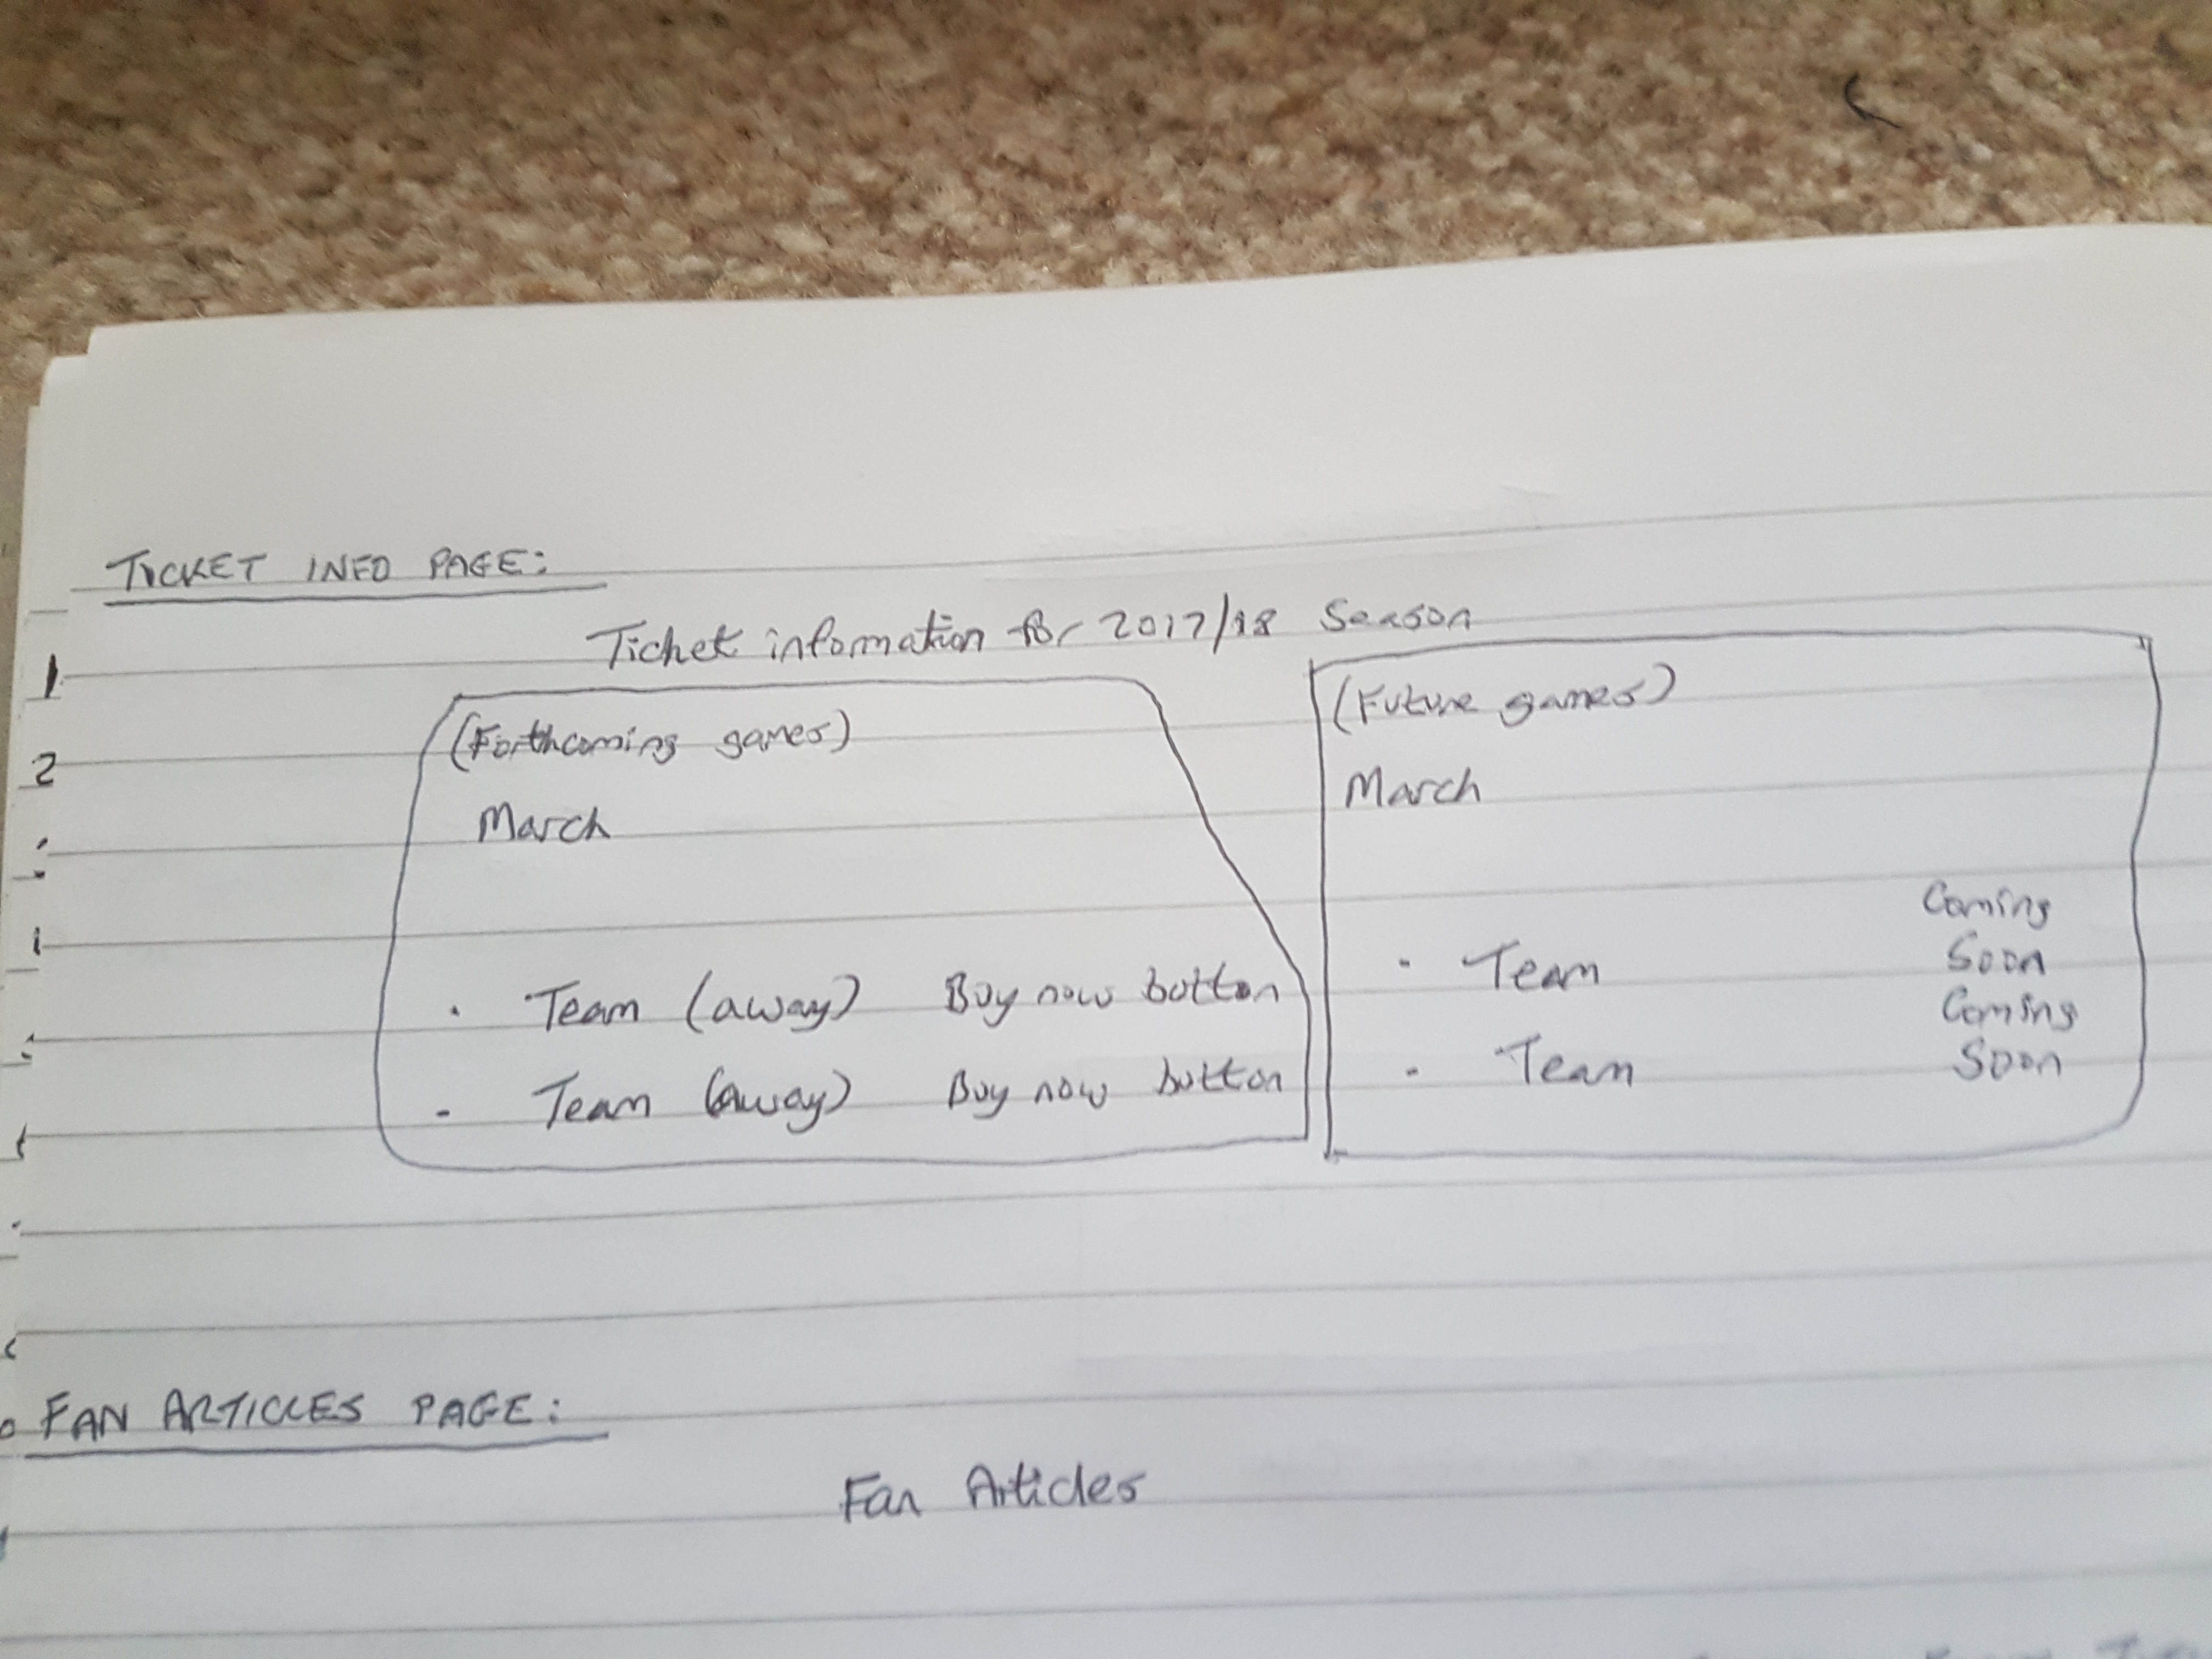 TICKET INFO PAGE:
Ticket information for 2017/18 Season
(Forthcoming games)
March
· Team (away) Buy now button
· Team (away) Buy now button
(Future games)
March
Coming
· Team Soon
Coming
· Team Soon
FAN ARTICLES PAGE:
Fan Articles
1
2